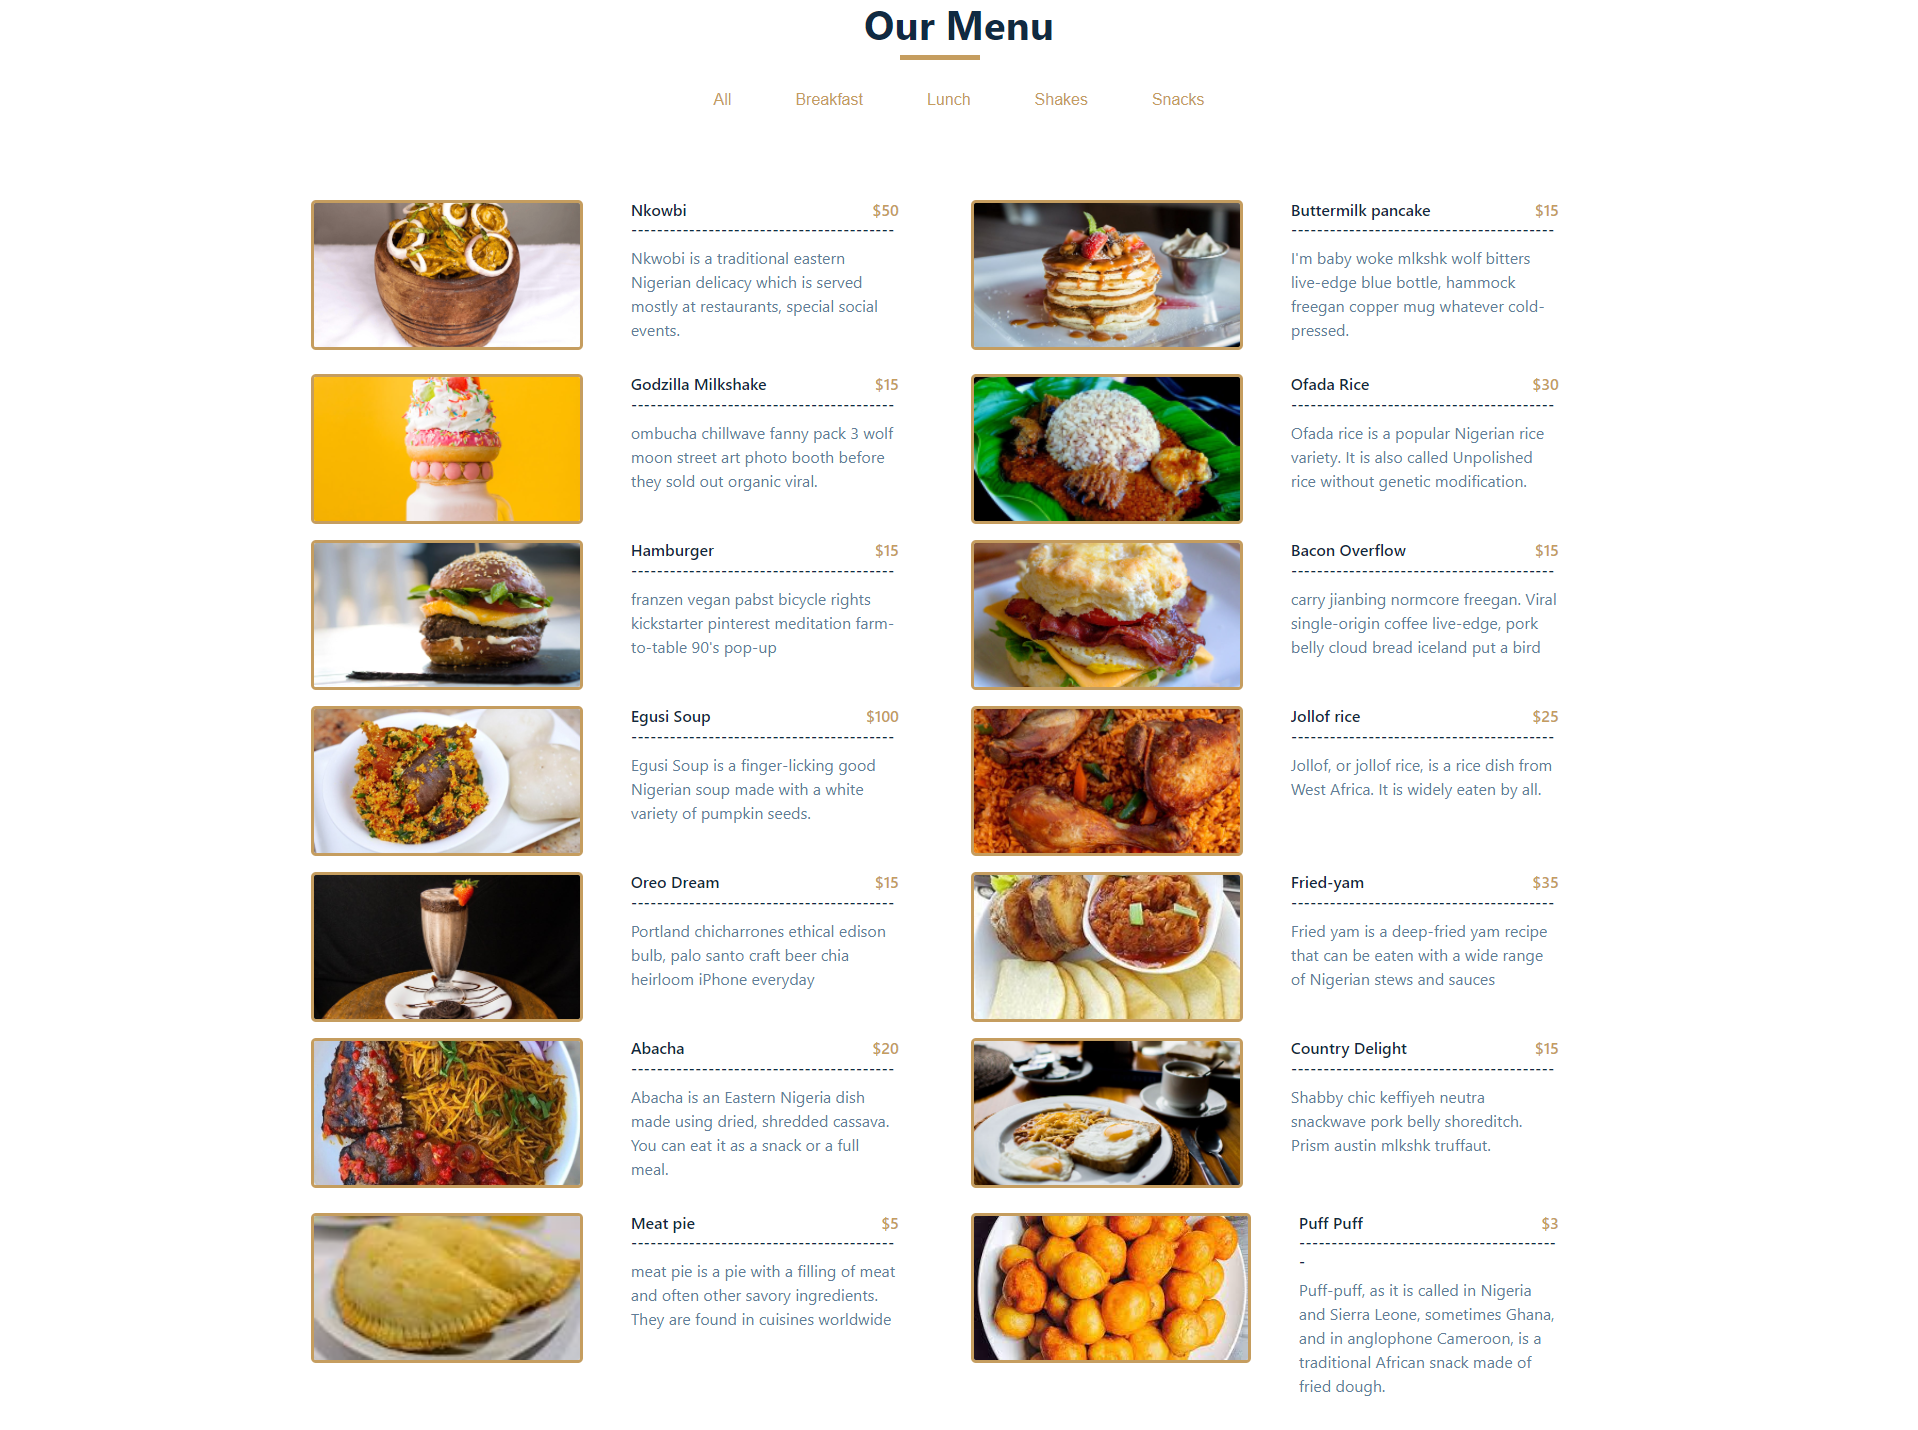 Our Menu
All Breakfast Lunch Shakes Snacks
Nkowbi $50
-----------------------------------------
Nkwobi is a traditional eastern
Nigerian delicacy which is served
mostly at restaurants, special social
events.
Buttermilk pancake $15
-----------------------------------------
I'm baby woke mlkshk wolf bitters
live-edge blue bottle, hammock
freegan copper mug whatever cold-
pressed.
Godzilla Milkshake $15
-----------------------------------------
ombucha chillwave fanny pack 3 wolf
moon street art photo booth before
they sold out organic viral.
Ofada Rice $30
-----------------------------------------
Ofada rice is a popular Nigerian rice
variety. It is also called Unpolished
rice without genetic modification.
Hamburger $15
-----------------------------------------
franzen vegan pabst bicycle rights
kickstarter pinterest meditation farm-
to-table 90's pop-up
Bacon Overflow $15
-----------------------------------------
carry jianbing normcore freegan. Viral
single-origin coffee live-edge, pork
belly cloud bread iceland put a bird
Egusi Soup $100
-----------------------------------------
Egusi Soup is a finger-licking good
Nigerian soup made with a white
variety of pumpkin seeds.
Jollof rice $25
-----------------------------------------
Jollof, or jollof rice, is a rice dish from
West Africa. It is widely eaten by all.
Oreo Dream $15
-----------------------------------------
Portland chicharrones ethical edison
bulb, palo santo craft beer chia
heirloom iPhone everyday
Fried-yam $35
-----------------------------------------
Fried yam is a deep-fried yam recipe
that can be eaten with a wide range
of Nigerian stews and sauces
Abacha $20
-----------------------------------------
Abacha is an Eastern Nigeria dish
made using dried, shredded cassava.
You can eat it as a snack or a full
meal.
Country Delight $15
-----------------------------------------
Shabby chic keffiyeh neutra
snackwave pork belly shoreditch.
Prism austin mlkshk truffaut.
Meat pie $5
-----------------------------------------
meat pie is a pie with a filling of meat
and often other savory ingredients.
They are found in cuisines worldwide
Puff Puff $3
----------------------------------------
-
Puff-puff, as it is called in Nigeria
and Sierra Leone, sometimes Ghana,
and in anglophone Cameroon, is a
traditional African snack made of
fried dough.